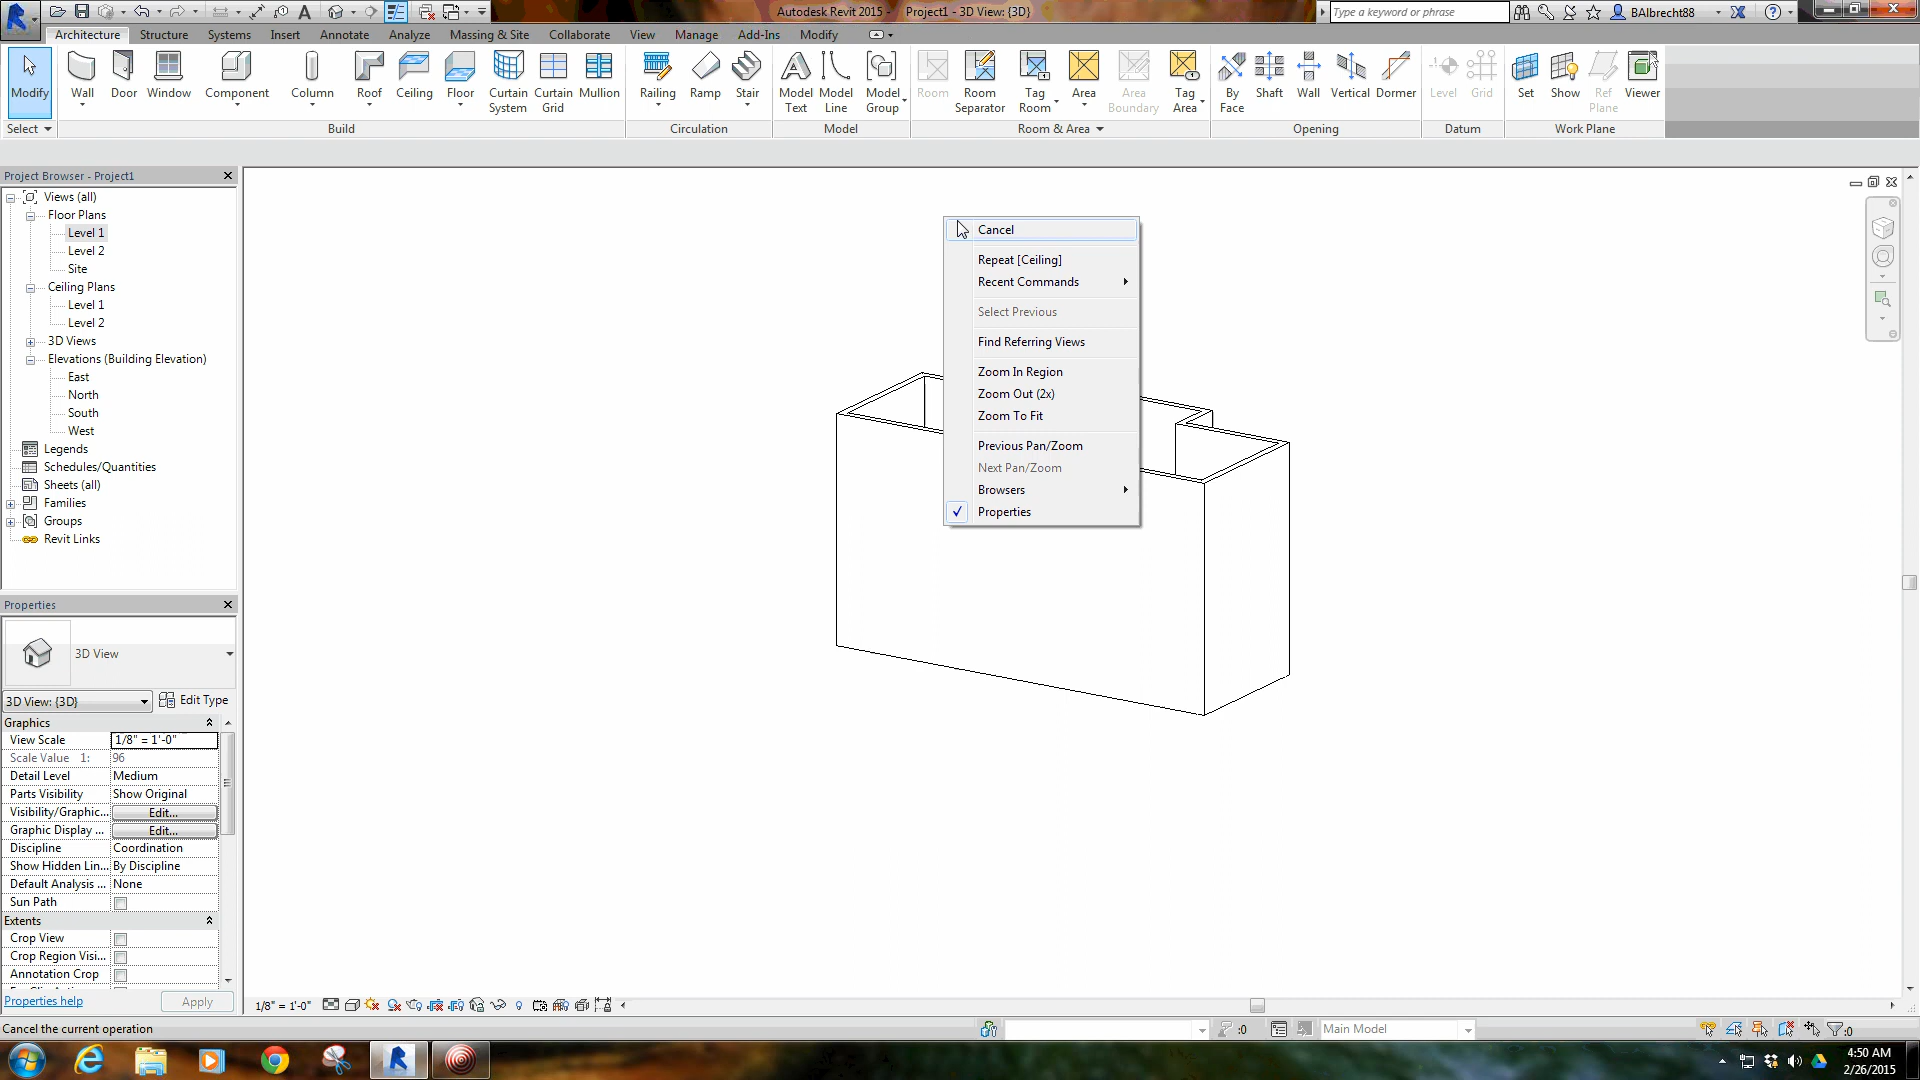 Autodesk Revit 2015 - Project1 - 3D View: {3D}
Type a keyword or phrase
BAlbrecht88
Architecture Structure Systems Insert Annotate Analyze Massing & Site Collaborate View Manage Add-Ins Modify
Modify Wall Door Window Component Column Roof Ceiling Floor Curtain System Curtain Grid Mullion Railing Ramp Stair Model Text Model Line Model Group Room Room Separator Tag Room Area Area Boundary Tag Area By Face Shaft Wall Vertical Dormer Level Grid Set Show Ref Plane Viewer
Select Build Circulation Model Room & Area Opening Datum Work Plane
Project Browser - Project1
Views (all)
Floor Plans
Level 1
Level 2
Site
Ceiling Plans
Level 1
Level 2
3D Views
Elevations (Building Elevation)
East
North
South
West
Legends
Schedules/Quantities
Sheets (all)
Families
Groups
Revit Links
Cancel
Repeat [Ceiling]
Recent Commands
Select Previous
Find Referring Views
Zoom In Region
Zoom Out (2x)
Zoom To Fit
Previous Pan/Zoom
Next Pan/Zoom
Browsers
Properties
Properties
3D View
3D View: {3D} Edit Type
Graphics
View Scale 1/8" = 1'-0"
Scale Value 1: 96
Detail Level Medium
Parts Visibility Show Original
Visibility/Graphic... Edit...
Graphic Display ... Edit...
Discipline Coordination
Show Hidden Lin... By Discipline
Default Analysis ... None
Sun Path
Extents
Crop View
Crop Region Visi...
Annotation Crop
Properties help Apply
1/8" = 1'-0"
Cancel the current operation
:0
Main Model
:0
4:50 AM
2/26/2015